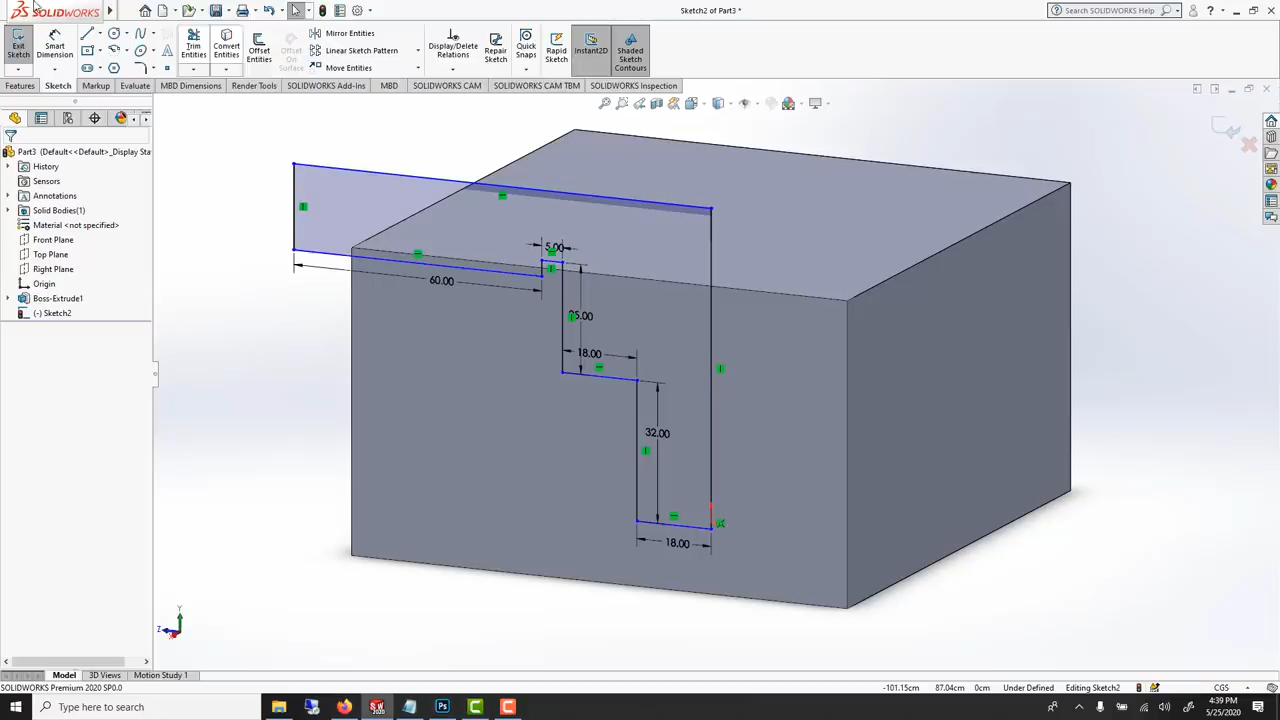 SOLIDWORKS
Sketch2 of Part3 *
Search SOLIDWORKS Help
Exit Sketch
Smart Dimension
Trim Entities
Convert Entities
Offset Entities
Offset On Surface
Mirror Entities
Linear Sketch Pattern
Move Entities
Display/Delete Relations
Repair Sketch
Quick Snaps
Rapid Sketch
Instant2D
Shaded Sketch Contours
Features
Sketch
Markup
Evaluate
MBD Dimensions
Render Tools
SOLIDWORKS Add-Ins
MBD
SOLIDWORKS CAM
SOLIDWORKS CAM TBM
SOLIDWORKS Inspection
Part3 (Default<<Default>_Display Sta
History
Sensors
Annotations
Solid Bodies(1)
Material <not specified>
Front Plane
Top Plane
Right Plane
Origin
Boss-Extrude1
(-) Sketch2
5.00
60.00
18.00
32.00
18.00
Y
Z
X
Model
3D Views
Motion Study 1
SOLIDWORKS Premium 2020 SP0.0
-101.15cm
87.04cm
0cm
Under Defined
Editing Sketch2
CGS
Type here to search
4:39 PM
5/25/2020